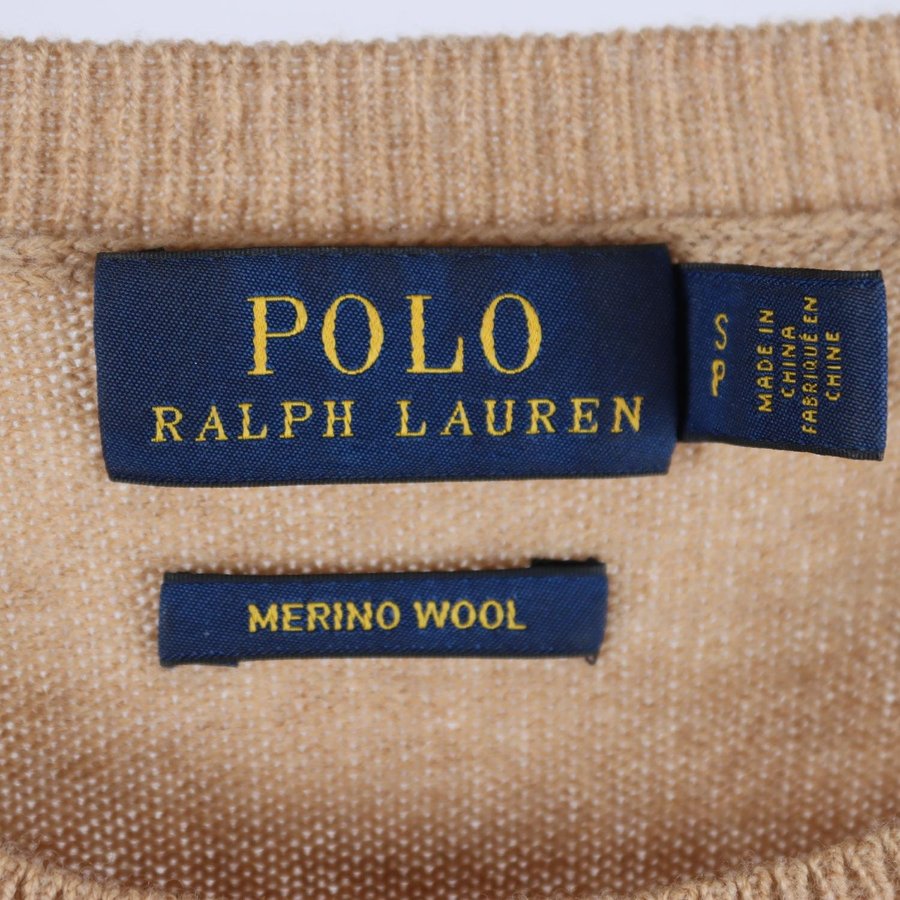 POLO
RALPH LAUREN
S
P
MADE IN
CHINA
FABRIQUÉ EN
CHINE
MERINO WOOL